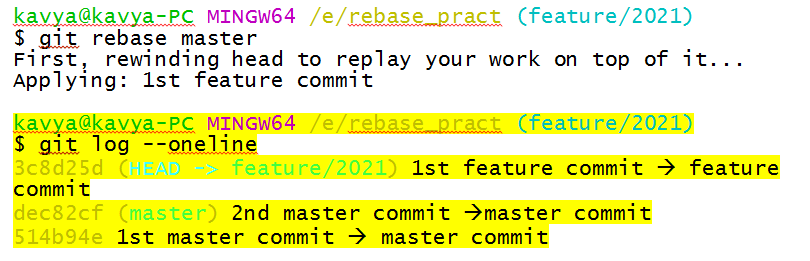 kavya@kavya-PC MINGW64 /e/rebase_pract (feature/2021)
$ git rebase master
First, rewinding head to replay your work on top of it...
Applying: 1st feature commit
kavya@kavya-PC MINGW64 /e/rebase_pract (feature/2021)
$ git log --oneline
3c8d25d (HEAD -> feature/2021) 1st feature commit → feature
commit
dec82cf (master) 2nd master commit →master commit
514b94e 1st master commit → master commit